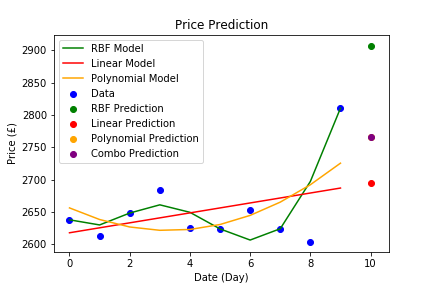 Price Prediction
RBF Model
Linear Model
Polynomial Model
Data
RBF Prediction
Linear Prediction
Polynomial Prediction
Combo Prediction
Price (£)
2900
2850
2800
2750
2700
2650
2600
0 2 4 6 8 10
Date (Day)